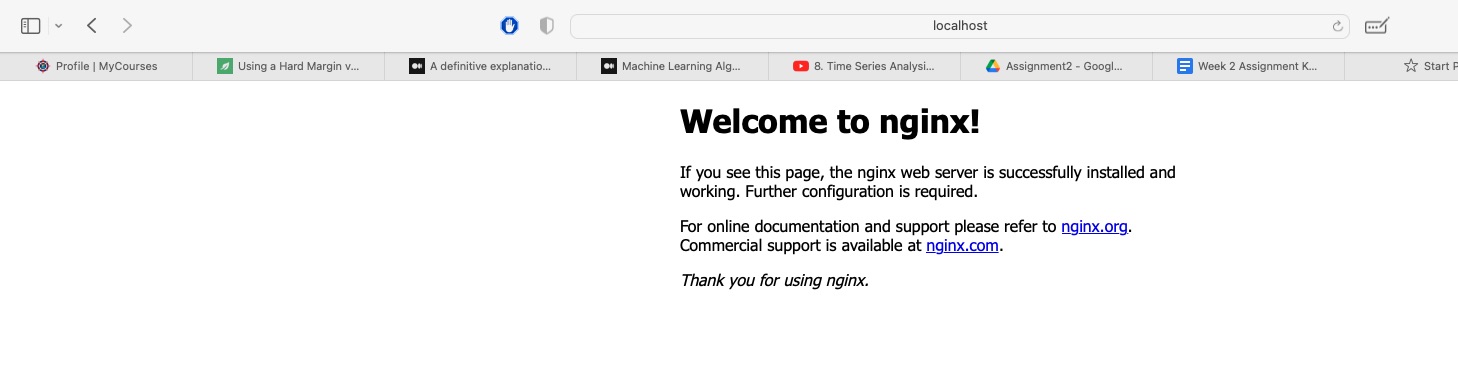 localhost
Profile | MyCourses
Using a Hard Margin v...
A definitive explanatio...
Machine Learning Alg...
8. Time Series Analysi...
Assignment2 - Googl...
Week 2 Assignment K...
Start P
Welcome to nginx!
If you see this page, the nginx web server is successfully installed and
working. Further configuration is required.
For online documentation and support please refer to nginx.org.
Commercial support is available at nginx.com.
Thank you for using nginx.